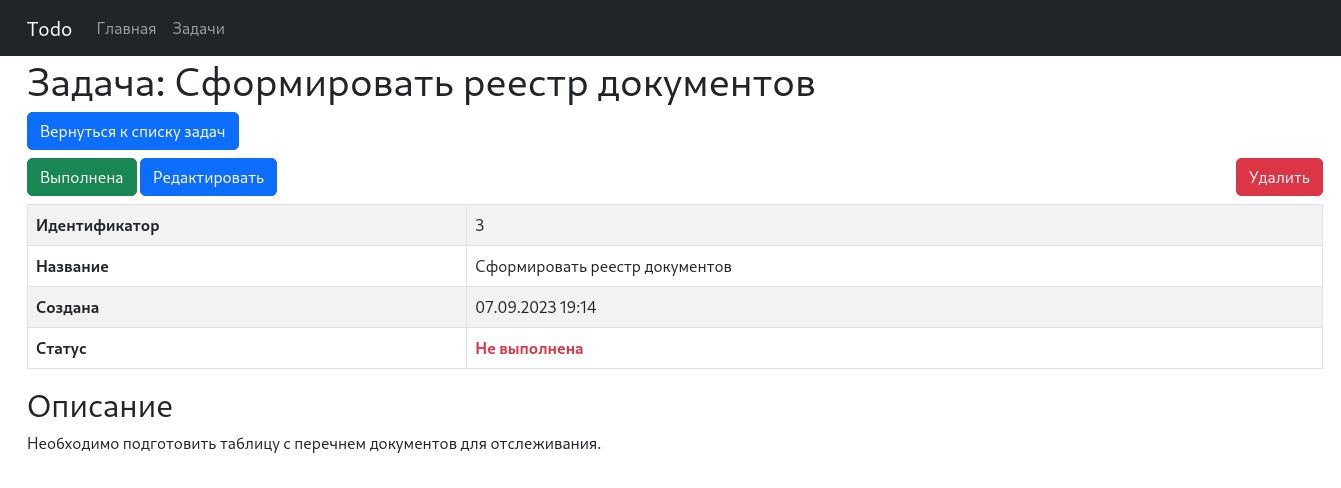 Todo Главная Задачи
Задача: Сформировать реестр документов
Вернуться к списку задач
Выполнена Редактировать Удалить
Идентификатор 3
Название Сформировать реестр документов
Создана 07.09.2023 19:14
Статус Не выполнена
Описание
Необходимо подготовить таблицу с перечнем документов для отслеживания.